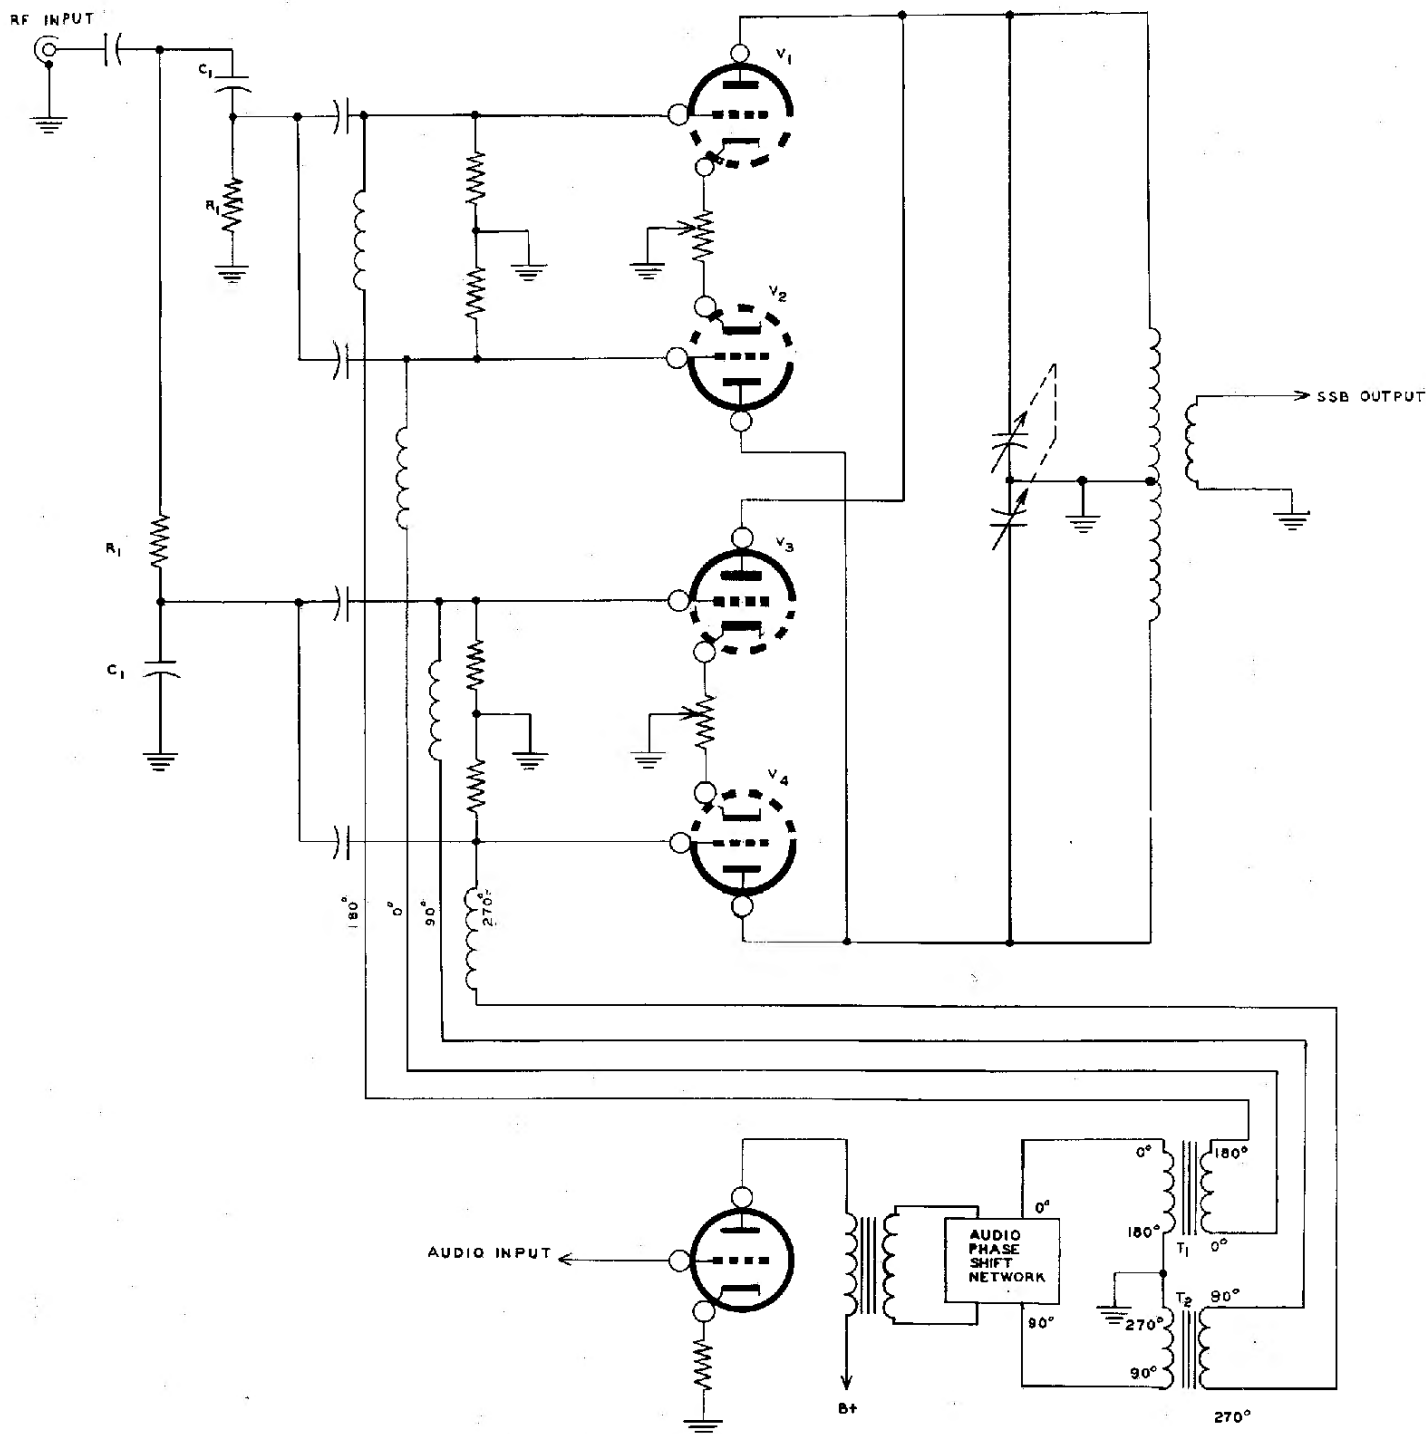 RF INPUT
C1
V1
R1
V2
SSB OUTPUT
R1
V3
C1
V4
180°
0°
90°
270°
0°
180°
0°
AUDIO INPUT
AUDIO
PHASE
SHIFT
NETWORK
180°
T1
0°
T2
90°
90°
270°
90°
B+
270°